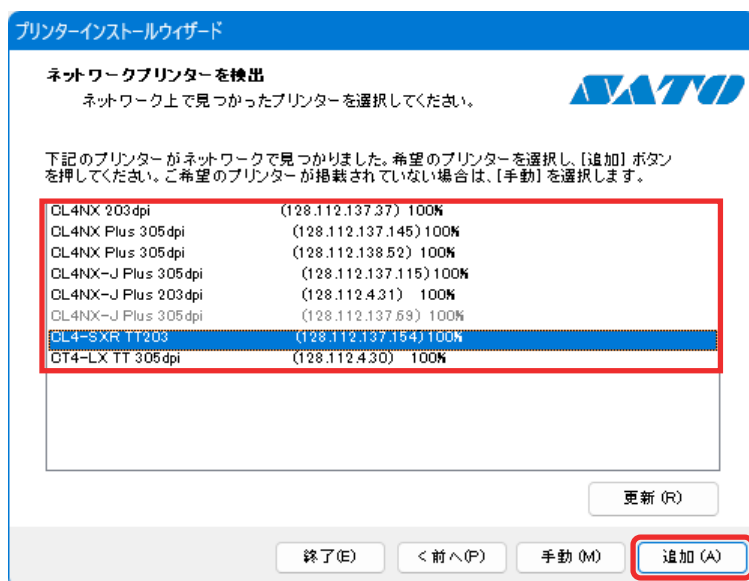 プリンターインストールウィザード
ネットワークプリンターを検出
ネットワーク上で見つかったプリンターを選択してください。
SATO
下記のプリンターがネットワークで見つかりました。希望のプリンターを選択し、[追加] ボタン
を押してください。ご希望のプリンターが掲載されていない場合は、[手動] を選択します。
CL4NX 203dpi (128.112.137.37) 100%
CL4NX Plus 305dpi (128.112.137.145) 100%
CL4NX Plus 305dpi (128.112.138.52) 100%
CL4NX-J Plus 305dpi (128.112.137.115) 100%
CL4NX-J Plus 203dpi (128.112.4.31) 100%
CL4NX-J Plus 305dpi (128.112.137.69) 100%
CL4-SXR TT203 (128.112.137.154) 100%
CT4-LX TT 305dpi (128.112.4.30) 100%
更新 (R)
終了(E) < 前へ(P) 手動 (M) 追加 (A)